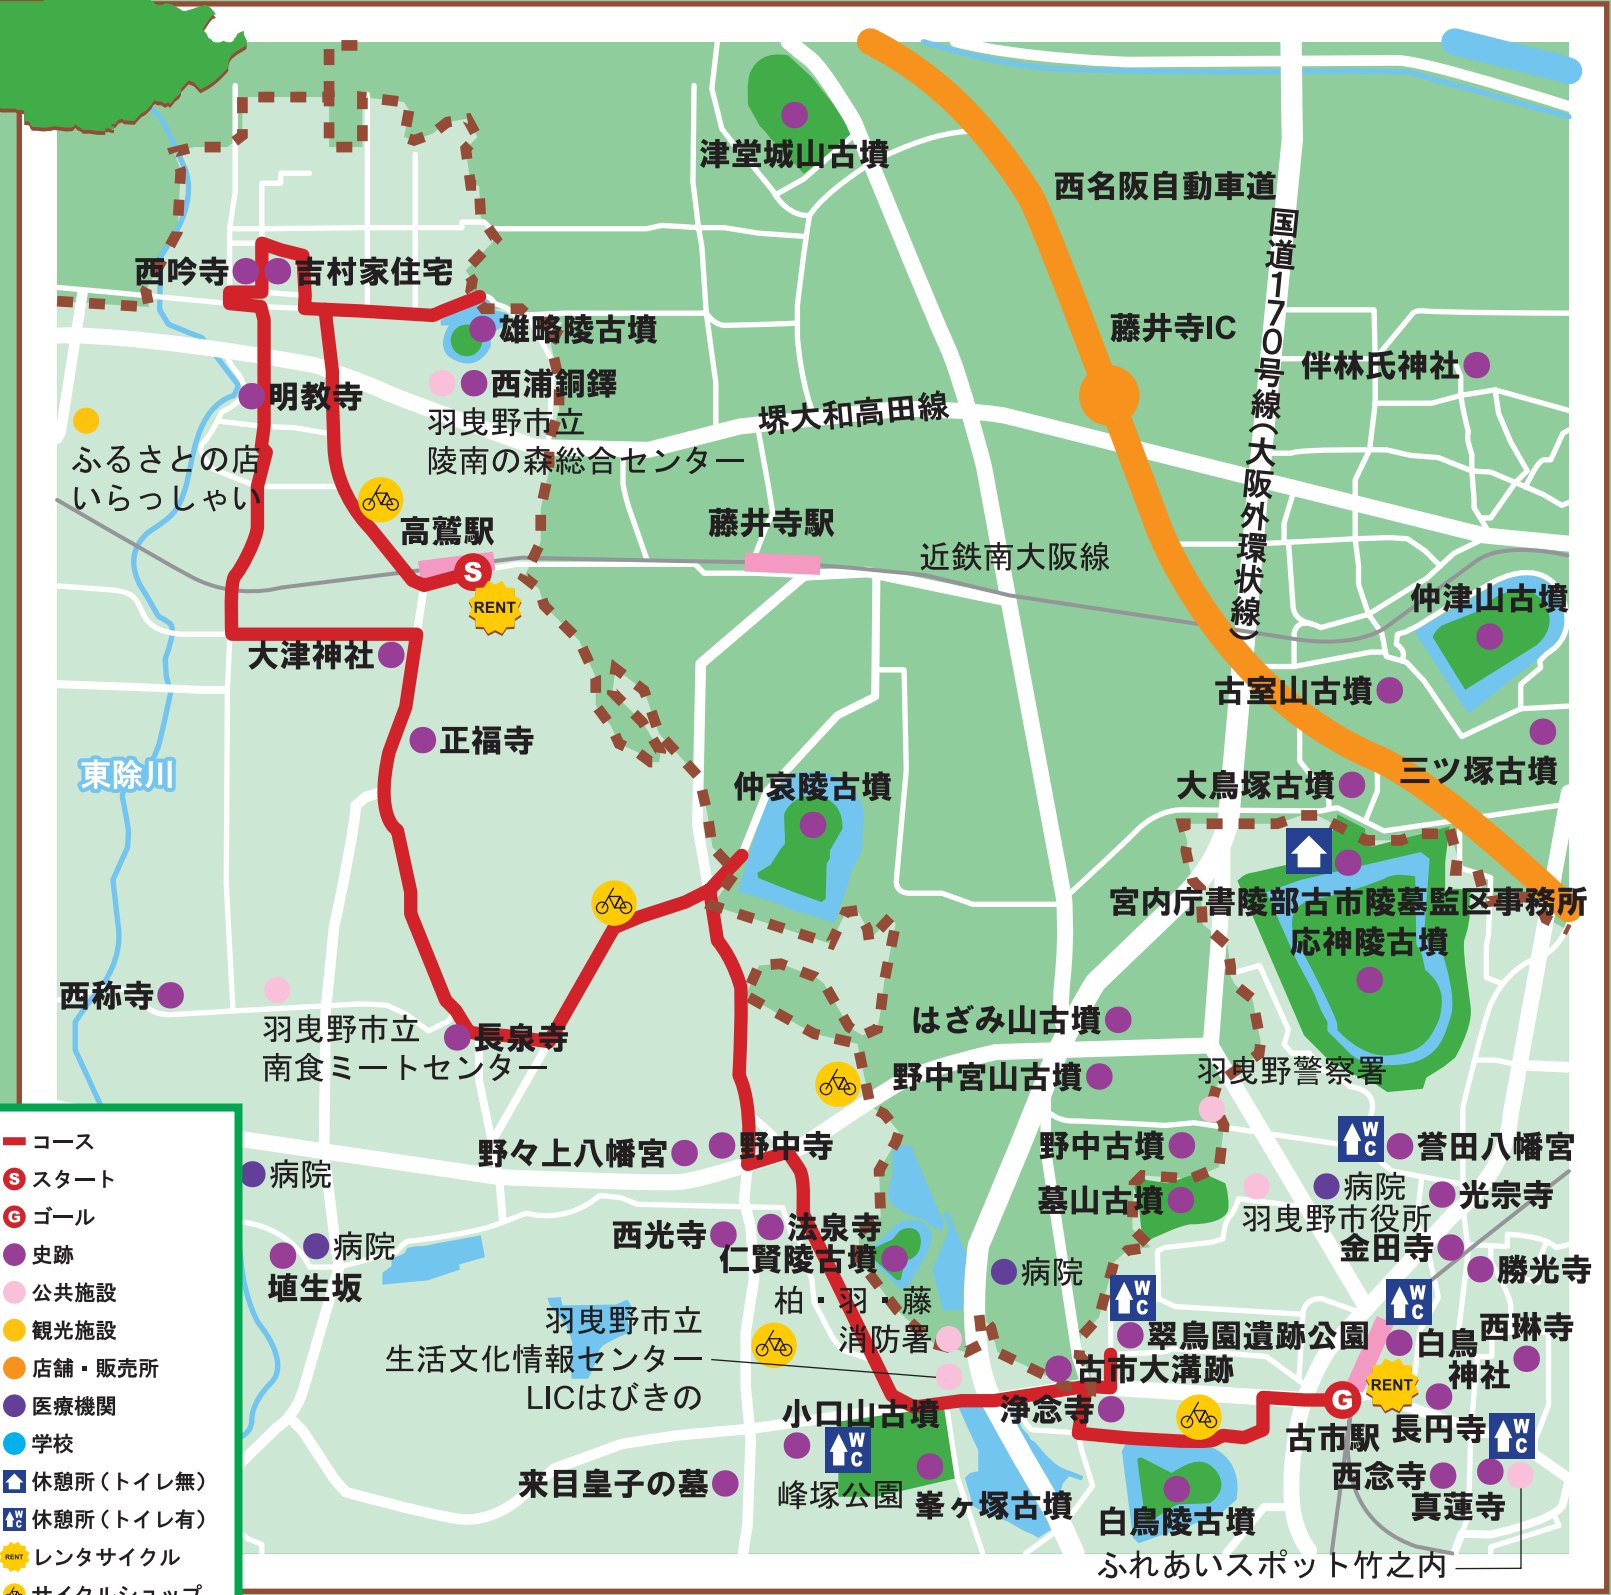 津堂城山古墳
西名阪自動車道
国道170号線(大阪外環状線)
西吟寺
吉村家住宅
雄略陵古墳
藤井寺IC
伴林氏神社
西浦銅鐸
明教寺
羽曳野市立
陵南の森総合センター
堺大和高田線
ふるさとの店
いらっしゃい
高鷲駅
藤井寺駅
近鉄南大阪線
S
RENT
仲津山古墳
大津神社
古室山古墳
正福寺
三ツ塚古墳
東除川
仲哀陵古墳
大鳥塚古墳
宮内庁書陵部古市陵墓監区事務所
応神陵古墳
西称寺
羽曳野市立
南食ミートセンター
長泉寺
はざみ山古墳
野中宮山古墳
羽曳野警察署
野々上八幡宮
野中寺
野中古墳
WC
誉田八幡宮
病院
墓山古墳
病院
光宗寺
羽曳野市役所
西光寺
法泉寺
仁賢陵古墳
金田寺
病院
埴生坂
病院
勝光寺
柏・羽・藤
消防署
WC
WC
羽曳野市立
生活文化情報センター
LICはびきの
翠鳥園遺跡公園
白鳥
神社
西琳寺
古市大溝跡
RENT
G
小口山古墳
浄念寺
古市駅
長円寺
WC
WC
来目皇子の墓
峰塚公園
峯ヶ塚古墳
白鳥陵古墳
西念寺
真蓮寺
ふれあいスポット竹之内
コース
S スタート
G ゴール
史跡
公共施設
観光施設
店舗・販売所
医療機関
学校
休憩所(トイレ無)
WC 休憩所(トイレ有)
RENT レンタサイクル
サイクルショップ